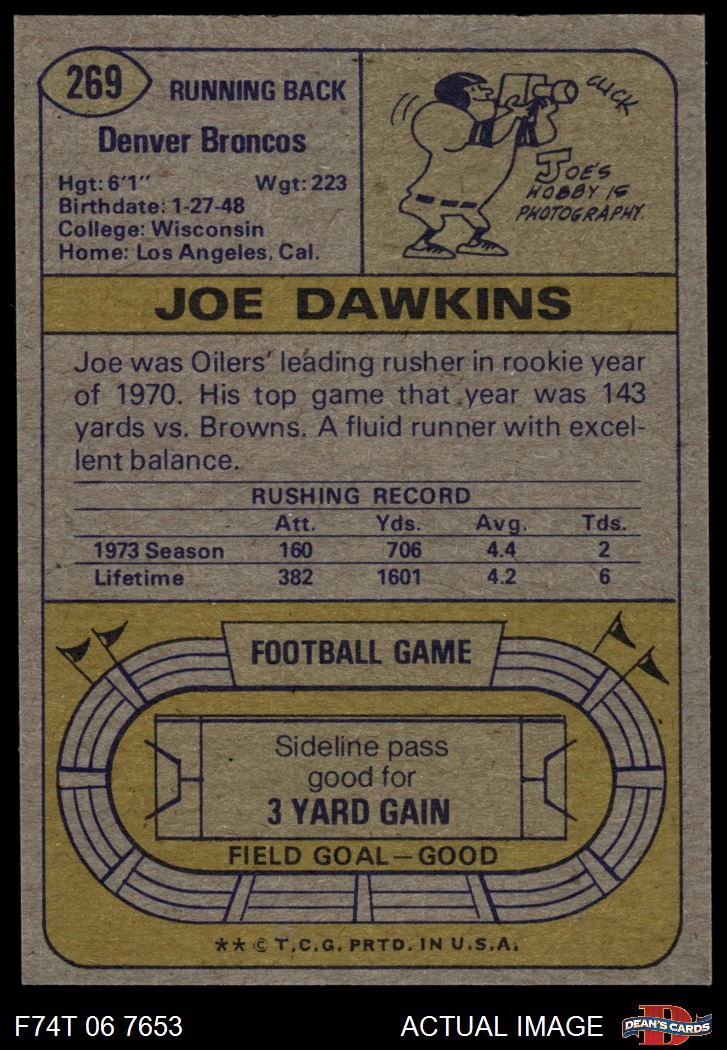 269
RUNNING BACK
Denver Broncos
Hgt: 6'1" Wgt: 223
Birthdate: 1-27-48
College: Wisconsin
Home: Los Angeles, Cal.
CLICK
JOE'S
HOBBY IS
PHOTOGRAPHY.
JOE DAWKINS
Joe was Oilers' leading rusher in rookie year
of 1970. His top game that year was 143
yards vs. Browns. A fluid runner with excel-
lent balance.
RUSHING RECORD
Att. Yds. Avg. Tds.
1973 Season 160 706 4.4 2
Lifetime 382 1601 4.2 6
FOOTBALL GAME
Sideline pass
good for
3 YARD GAIN
FIELD GOAL—GOOD
** © T.C.G. PRTD. IN U.S.A.
F74T 06 7653 ACTUAL IMAGE D DEAN'S CARDS